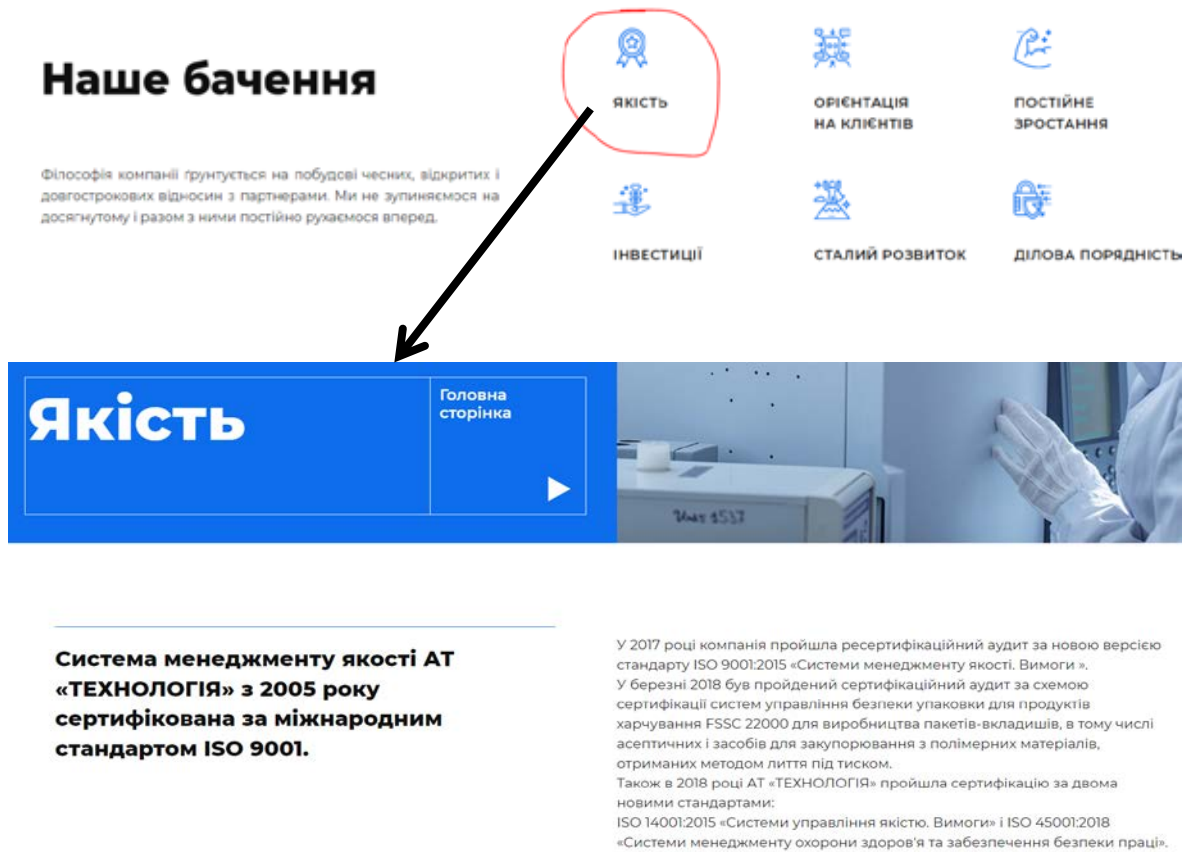 Наше бачення
Філософія компанії ґрунтується на побудові чесних, відкритих і
довгострокових відносин з партнерами. Ми не зупиняємося на
досягнутому і разом з ними постійно рухаємося вперед.
ЯКІСТЬ
ОРІЄНТАЦІЯ
НА КЛІЄНТІВ
ПОСТІЙНЕ
ЗРОСТАННЯ
ІНВЕСТИЦІЇ
СТАЛИЙ РОЗВИТОК
ДІЛОВА ПОРЯДНІСТЬ
Якість
Головна
сторінка
1537
Система менеджменту якості АТ
«ТЕХНОЛОГІЯ» з 2005 року
сертифікована за міжнародним
стандартом ISO 9001.
У 2017 році компанія пройшла ресертифікаційний аудит за новою версією
стандарту ISO 9001:2015 «Системи менеджменту якості. Вимоги ».
У березні 2018 був пройдений сертифікаційний аудит за схемою
сертифікації систем управління безпеки упаковки для продуктів
харчування FSSC 22000 для виробництва пакетів-вкладишів, в тому числі
асептичних і засобів для закупорювання з полімерних матеріалів,
отриманих методом лиття під тиском.
Також в 2018 році АТ «ТЕХНОЛОГІЯ» пройшла сертифікацію за двома
новими стандартами:
ISO 14001:2015 «Системи управління якістю. Вимоги» і ISO 45001:2018
«Системи менеджменту охорони здоров'я та забезпечення безпеки праці».